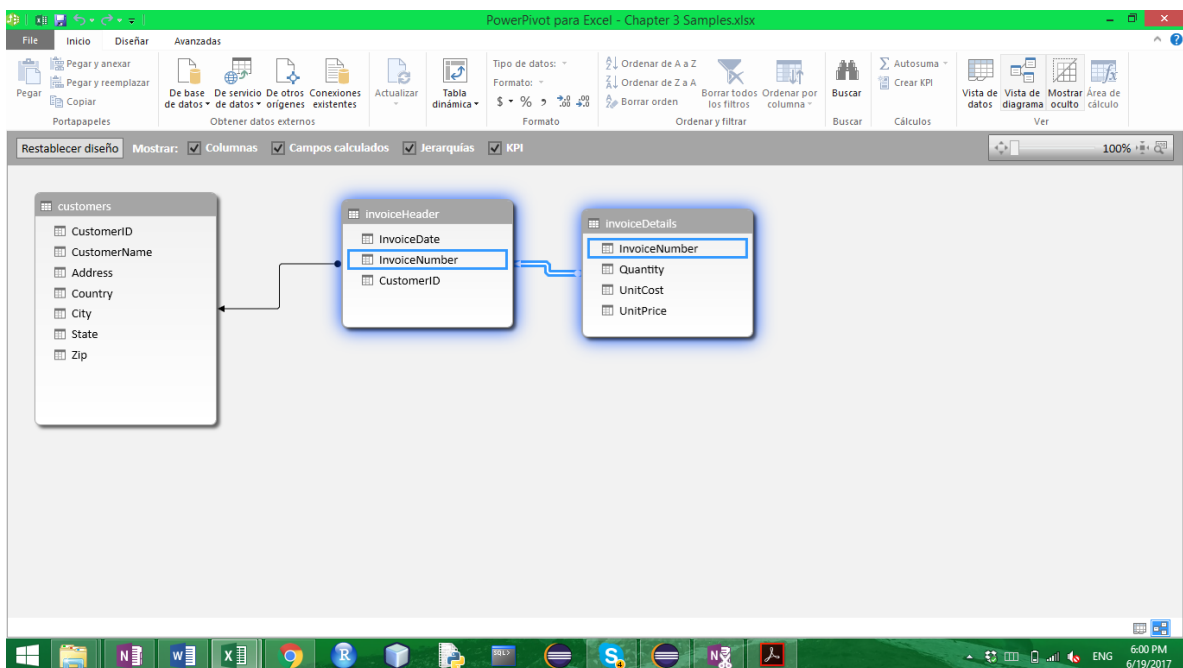 PowerPivot para Excel - Chapter 3 Samples.xlsx
File Inicio Diseñar Avanzadas
Pegar
Pegar y anexar
Pegar y reemplazar
Copiar
Portapapeles
De base de datos
De servicio de datos
De otros orígenes
Conexiones existentes
Obtener datos externos
Actualizar
Tabla dinámica
Tipo de datos:
Formato:
$ % , .00 .00
Formato
Ordenar de A a Z
Ordenar de Z a A
Borrar orden
Borrar todos los filtros
Ordenar por columna
Ordenar y filtrar
Buscar
Buscar
Autosuma
Crear KPI
Cálculos
Vista de datos
Vista de diagrama
Mostrar oculto
Área de cálculo
Ver
Restablecer diseño Mostrar: Columnas Campos calculados Jerarquías KPI 100%
customers
CustomerID
CustomerName
Address
Country
City
State
Zip
invoiceHeader
InvoiceDate
InvoiceNumber
CustomerID
invoiceDetails
InvoiceNumber
Quantity
UnitCost
UnitPrice
ENG
6:00 PM
6/19/2017